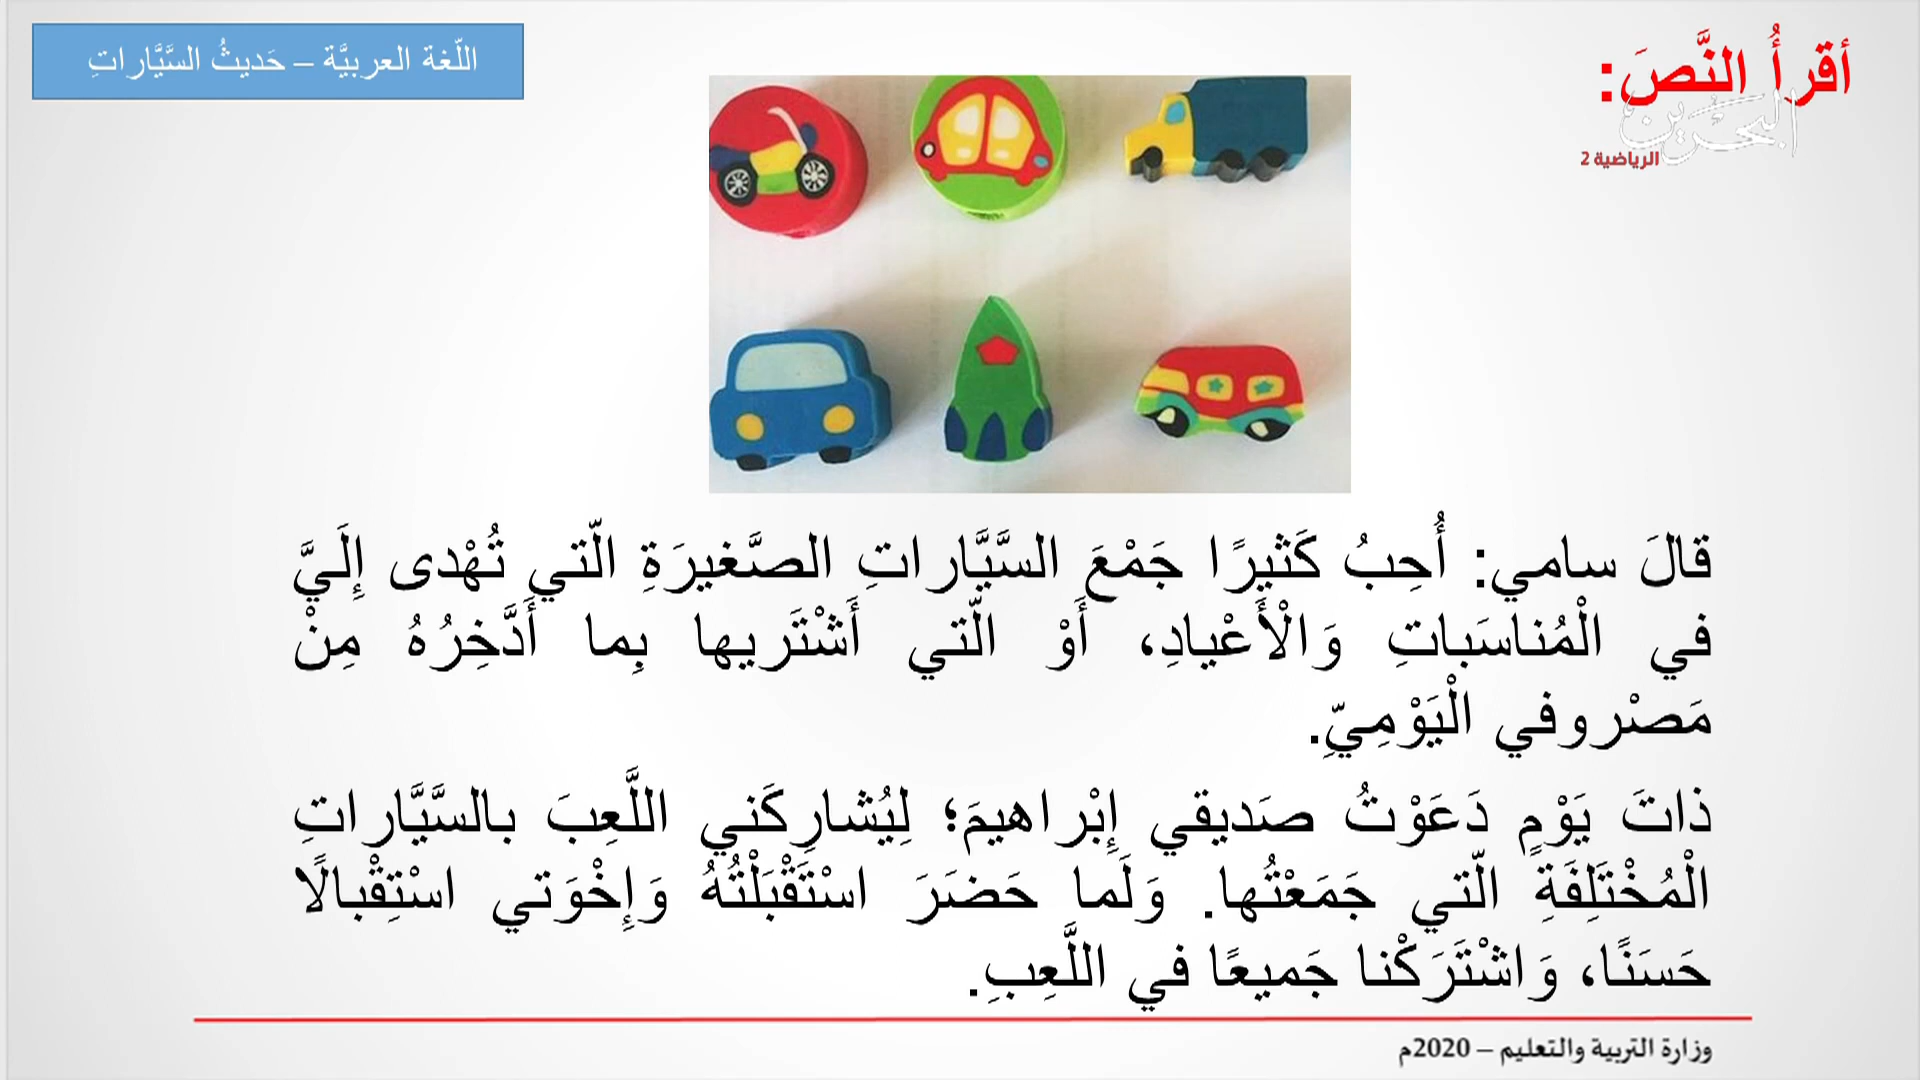 اللّغة العربيَّة – حَديثُ السَّيَّاراتِ
أقرأُ النَّصَ:
البحرين
الرياضية 2
قالَ سامي: أُحِبُ كَثيرًا جَمْعَ السَّيَّاراتِ الصَّغيرَةِ الّتي تُهْدى إِلَيَّ
في الْمُناسَباتِ وَالْأَعْيادِ، أَوْ الّتي أَشْتَريها بِما أَدَّخِرُهُ مِنْ
مَصْروفي الْيَوْمِيِّ.
ذاتَ يَوْمٍ دَعَوْتُ صَديقي إِبْراهيمَ؛ لِيُشارِكَني اللَّعِبَ بالسَّيَّاراتِ
الْمُخْتَلِفَةِ الّتي جَمَعْتُها. وَلَما حَضَرَ اسْتَقْبَلْتُهُ وَإِخْوَتي اسْتِقْبالًا
حَسَنًا، وَاشْتَرَكْنا جَميعًا في اللَّعِبِ.
وزارة التربية والتعليم – 2020م